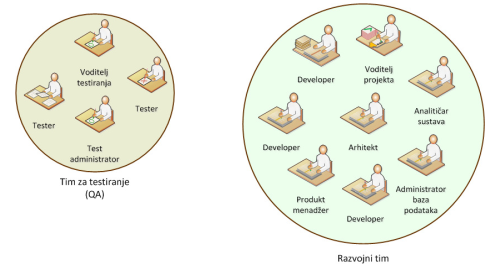 Voditelj
testiranja
Tester
Tester
Test
administrator
Tim za testiranje
(QA)
Developer
Voditelj
projekta
Analitičar
sustava
Developer
Arhitekt
Produkt
menadžer
Developer
Administrator
baza
podataka
Razvojni tim